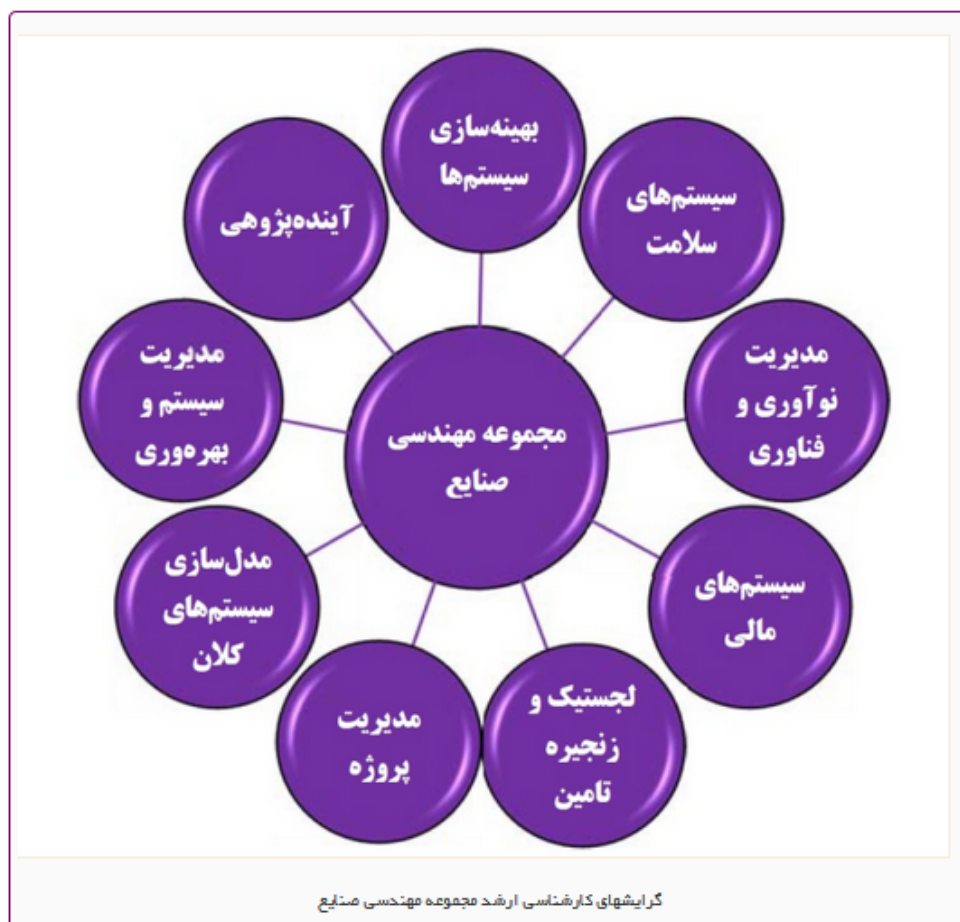 بهینه‌سازی
سیستم‌ها
سیستم‌های
سلامت
مدیریت
نوآوری و
فناوری
سیستم‌های
مالی
لجستیک و
زنجیره
تامین
مدیریت
پروژه
مدل‌سازی
سیستم‌های
کلان
مدیریت
سیستم و
بهره‌وری
آینده‌پژوهی
مجموعه مهندسی
صنایع
گرایشهای کارشناسی ارشد مجموعه مهندسی صنایع